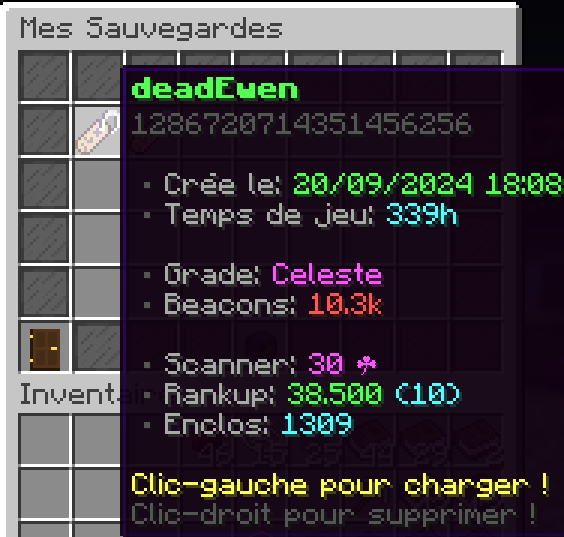 Mes Sauvegardes
deadEwen
1286720714351456256
▪ Crée le: 20/09/2024 18:08
▪ Temps de jeu: 339h
▪ Grade: Celeste
▪ Beacons: 10.3k
▪ Scanner: 30 ☘
▪ Rankup: 38.500 (10)
▪ Enclos: 1309
Clic-gauche pour charger !
Clic-droit pour supprimer !